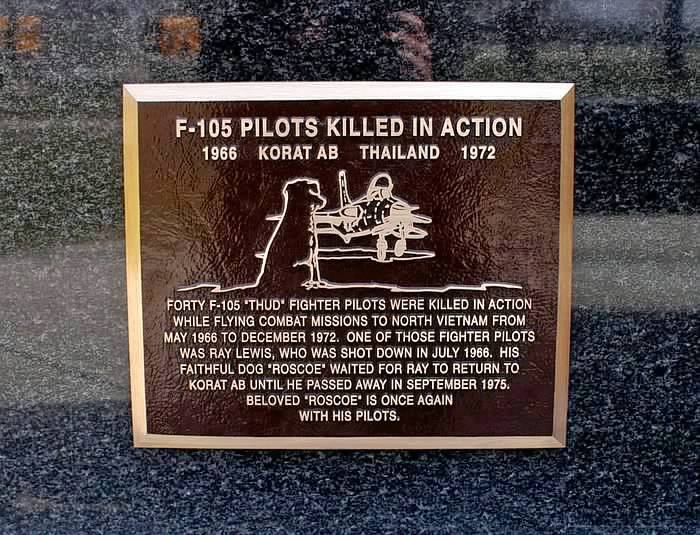 F-105 PILOTS KILLED IN ACTION
1966 KORAT AB THAILAND 1972
FORTY F-105 "THUD" FIGHTER PILOTS WERE KILLED IN ACTION
WHILE FLYING COMBAT MISSIONS TO NORTH VIETNAM FROM
MAY 1966 TO DECEMBER 1972. ONE OF THOSE FIGHTER PILOTS
WAS RAY LEWIS, WHO WAS SHOT DOWN IN JULY 1966. HIS
FAITHFUL DOG "ROSCOE" WAITED FOR RAY TO RETURN TO
KORAT AB UNTIL HE PASSED AWAY IN SEPTEMBER 1975.
BELOVED "ROSCOE" IS ONCE AGAIN
WITH HIS PILOTS.